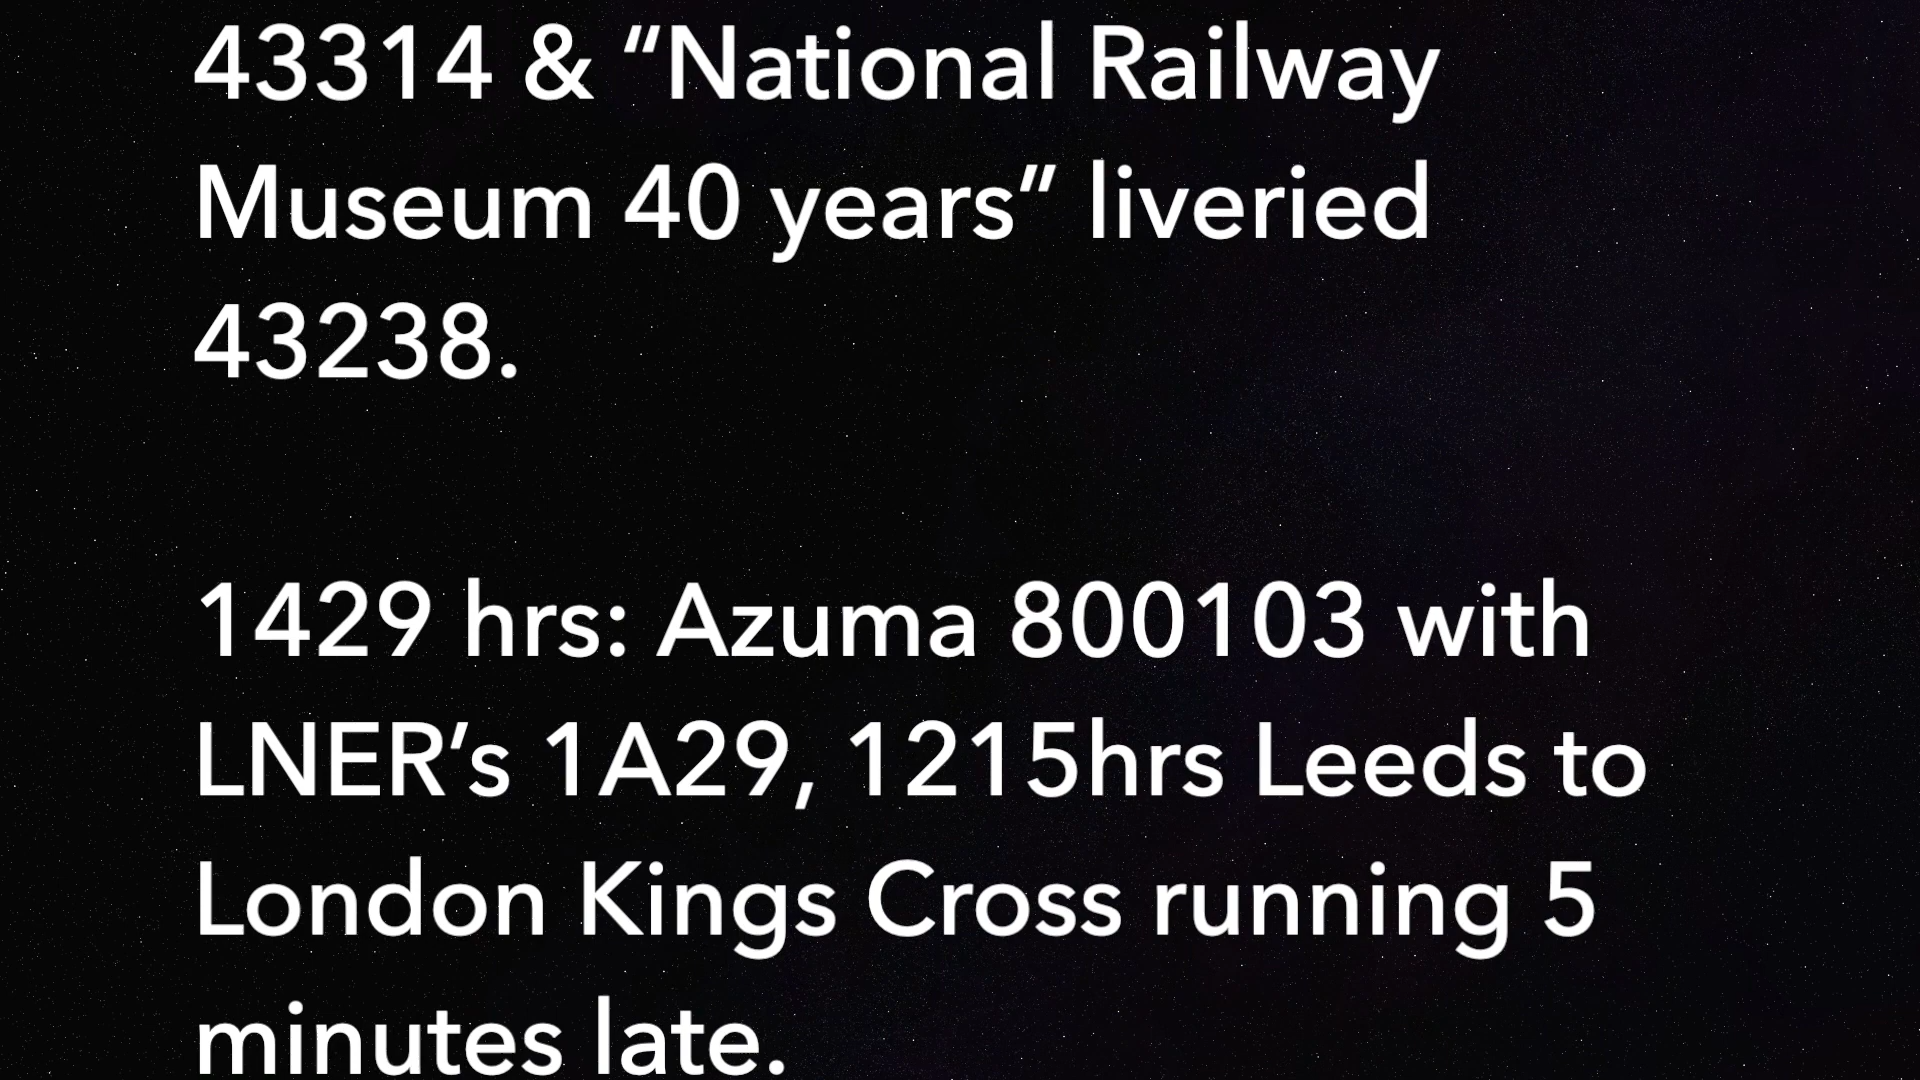 43314 & “National Railway
Museum 40 years” liveried
43238.
1429 hrs: Azuma 800103 with
LNER’s 1A29, 1215hrs Leeds to
London Kings Cross running 5
minutes late.